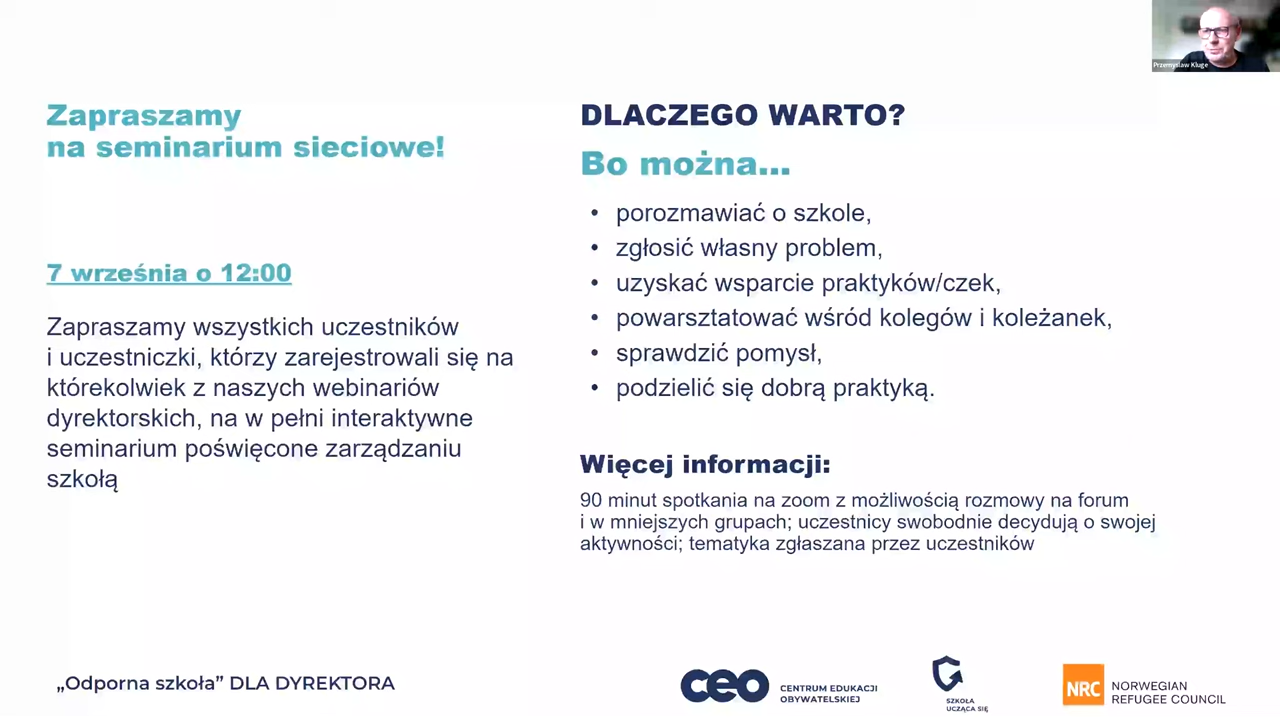 Przemysław Kluge
Zapraszamy
na seminarium sieciowe!
7 września o 12:00
Zapraszamy wszystkich uczestników
i uczestniczki, którzy zarejestrowali się na
którekolwiek z naszych webinariów
dyrektorskich, na w pełni interaktywne
seminarium poświęcone zarządzaniu
szkołą
DLACZEGO WARTO?
Bo można...
• porozmawiać o szkole,
• zgłosić własny problem,
• uzyskać wsparcie praktyków/czek,
• powarsztatować wśród kolegów i koleżanek,
• sprawdzić pomysł,
• podzielić się dobrą praktyką.
Więcej informacji:
90 minut spotkania na zoom z możliwością rozmowy na forum
i w mniejszych grupach; uczestnicy swobodnie decydują o swojej
aktywności; tematyka zgłaszana przez uczestników
„Odporna szkoła” DLA DYREKTORA
ceo
CENTRUM EDUKACJI
OBYWATELSKIEJ
SZKOŁA
UCZĄCA SIĘ
NRC
NORWEGIAN
REFUGEE COUNCIL